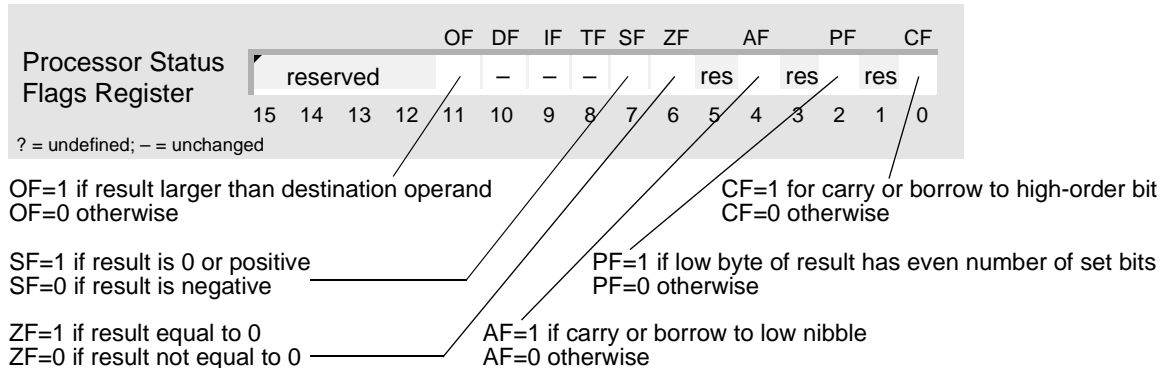 OF DF IF TF SF ZF AF PF CF
Processor Status
Flags Register
reserved – – – res res res
15 14 13 12 11 10 9 8 7 6 5 4 3 2 1 0
? = undefined; – = unchanged
OF=1 if result larger than destination operand
OF=0 otherwise
CF=1 for carry or borrow to high-order bit
CF=0 otherwise
SF=1 if result is 0 or positive
SF=0 if result is negative
PF=1 if low byte of result has even number of set bits
PF=0 otherwise
ZF=1 if result equal to 0
ZF=0 if result not equal to 0
AF=1 if carry or borrow to low nibble
AF=0 otherwise